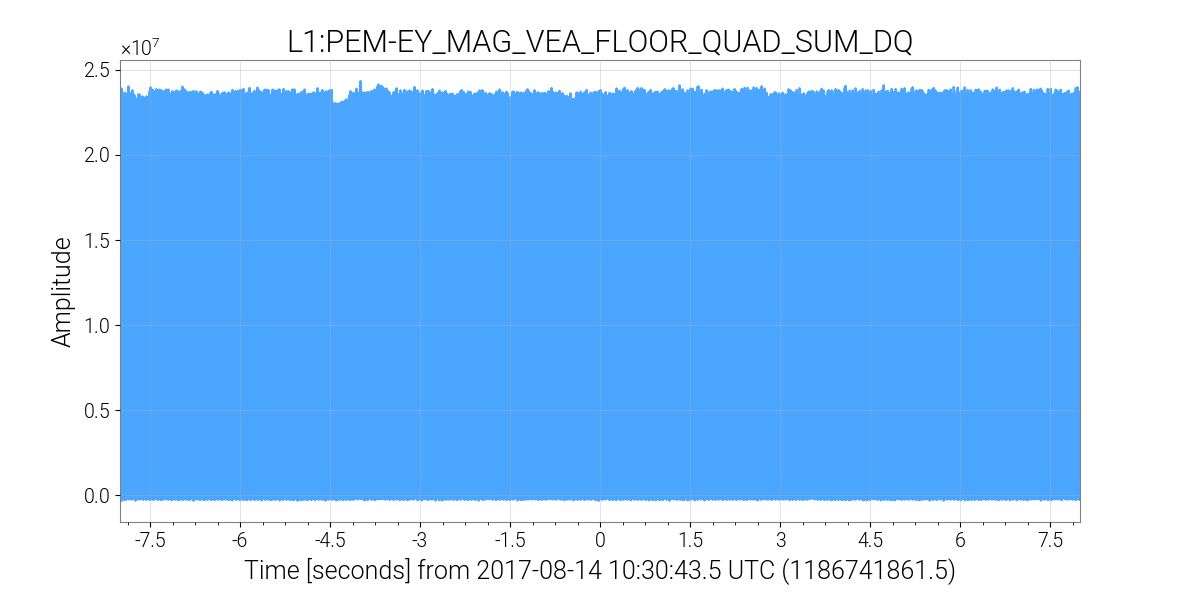 L1:PEM-EY_MAG_VEA_FLOOR_QUAD_SUM_DQ
×10⁷
2.5
2.0
1.5
1.0
0.5
0.0
Amplitude
-7.5 -6 -4.5 -3 -1.5 0 1.5 3 4.5 6 7.5
Time [seconds] from 2017-08-14 10:30:43.5 UTC (1186741861.5)